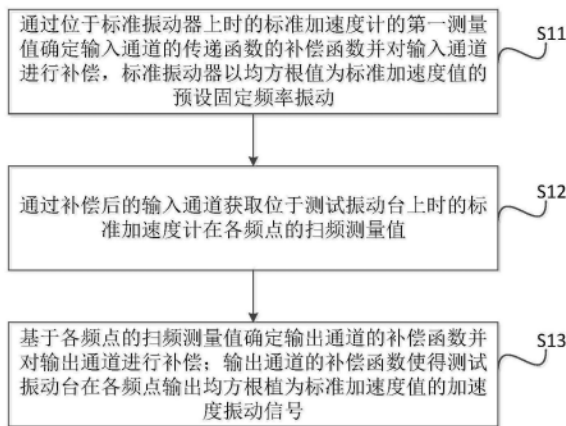 通过位于标准振动器上时的标准加速度计的第一测量
值确定输入通道的传递函数的补偿函数并对输入通道
进行补偿，标准振动器以均方根值为标准加速度值的
预设固定频率振动
S11
通过补偿后的输入通道获取位于测试振动台上时的标
准加速度计在各频点的扫频测量值
S12
基于各频点的扫频测量值确定输出通道的补偿函数并
对输出通道进行补偿；输出通道的补偿函数使得测试
振动台在各频点输出均方根植为标准加速度值的加速
度振动信号
S13